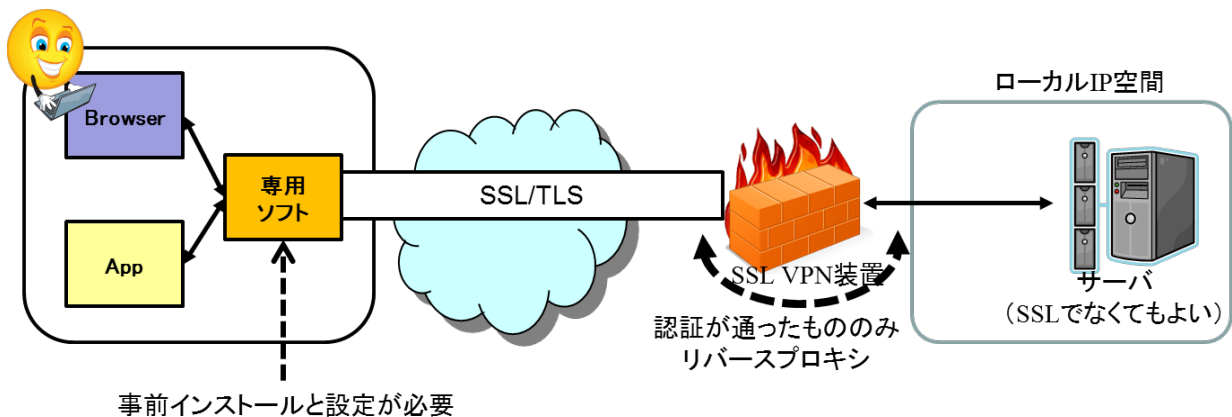 Browser
App
専用
ソフト
SSL/TLS
SSL VPN装置
認証が通ったもののみ
リバースプロキシ
ローカルIP空間
サーバ
（SSLでなくてもよい）
事前インストールと設定が必要